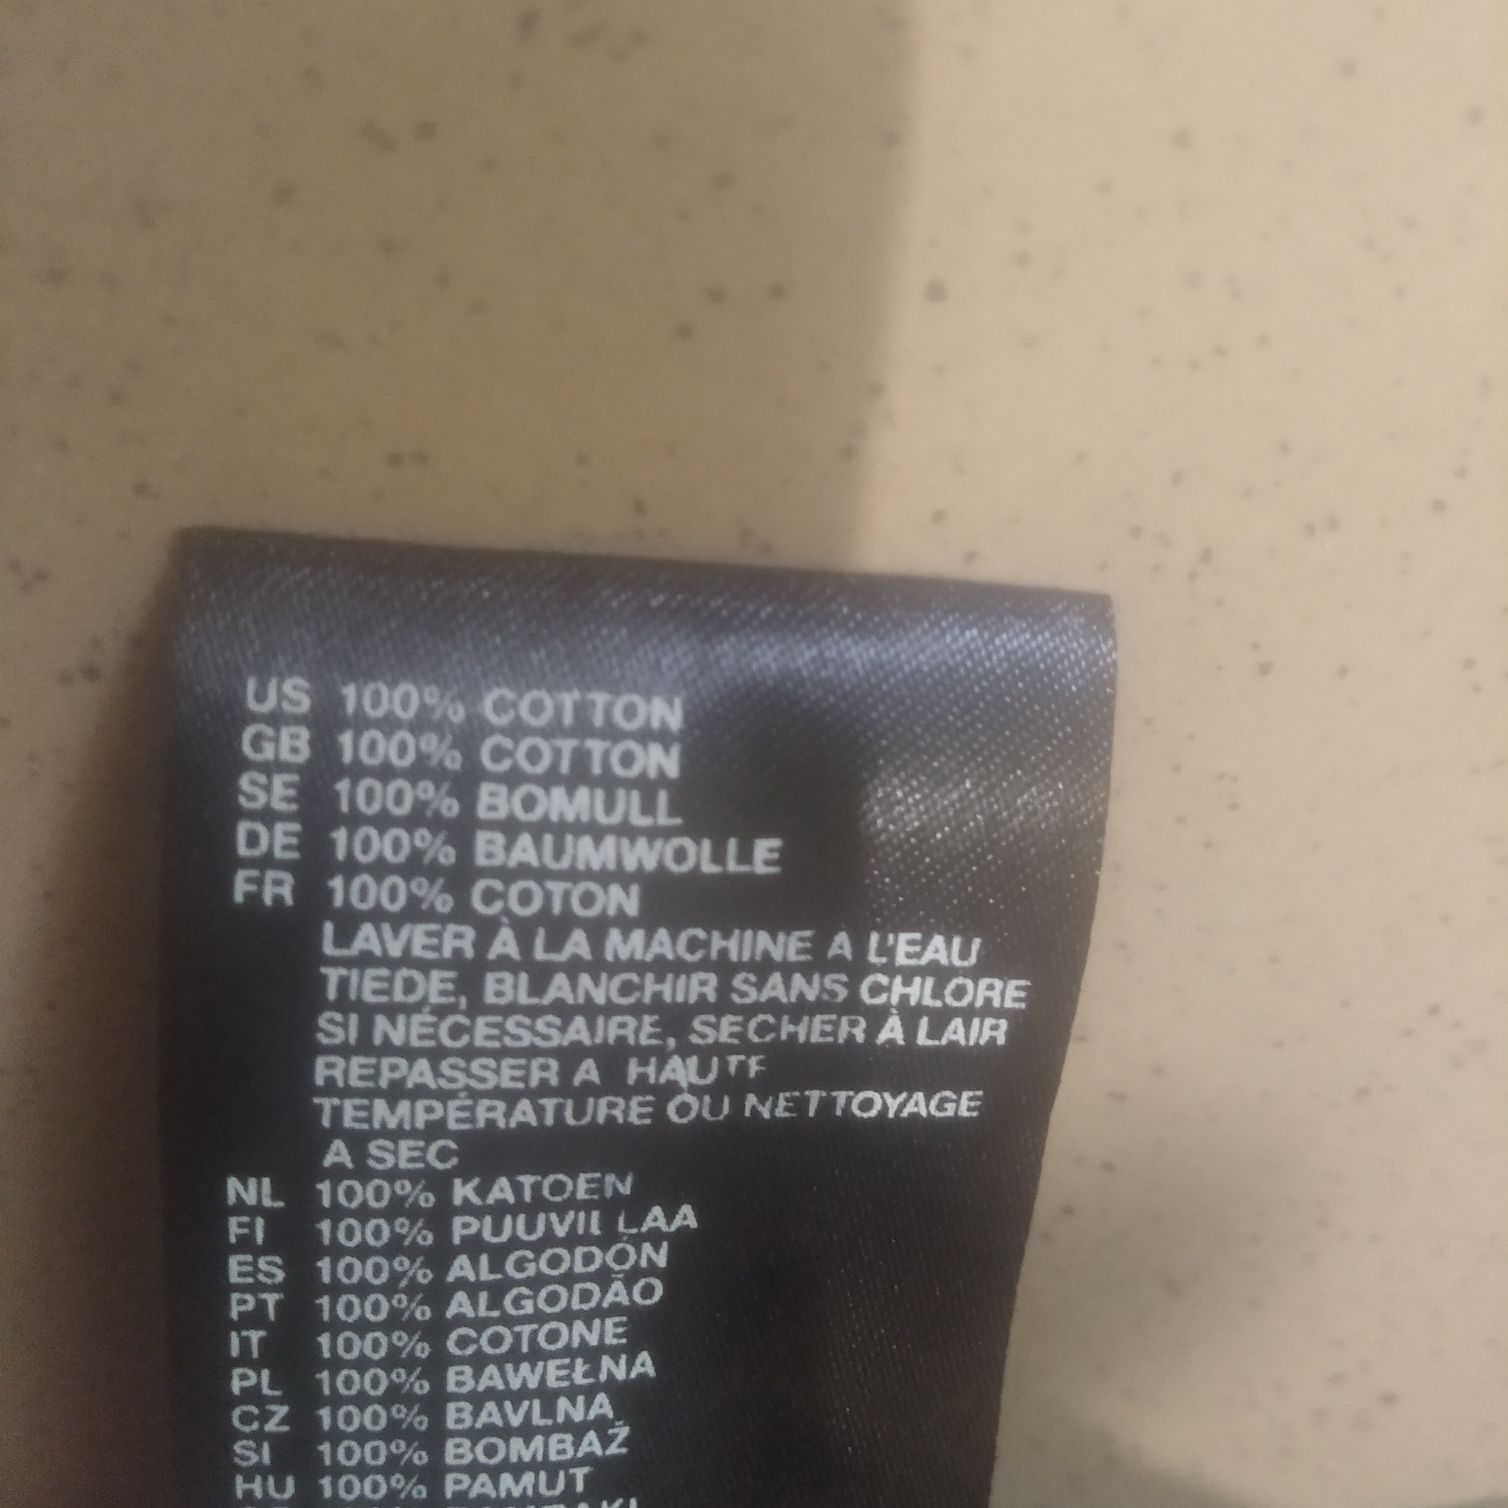 US 100% COTTON
GB 100% COTTON
SE 100% BOMULL
DE 100% BAUMWOLLE
FR 100% COTON
LAVER À LA MACHINE A L'EAU
TIEDE, BLANCHIR SANS CHLORE
SI NÉCESSAIRE, SECHER À LAIR
REPASSER A HAUTE
TEMPÉRATURE OU NETTOYAGE
A SEC
NL 100% KATOEN
FI 100% PUUVILLAA
ES 100% ALGODÓN
PT 100% ALGODÃO
IT 100% COTONE
PL 100% BAWEŁNA
CZ 100% BAVLNA
SI 100% BOMBAŽ
HU 100% PAMUT